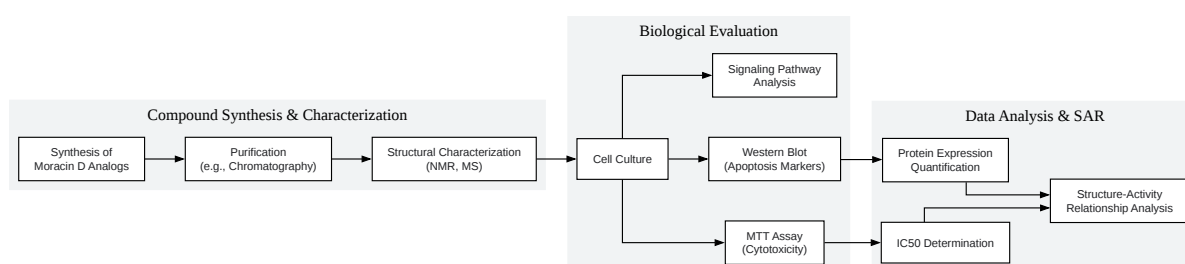 Compound Synthesis & Characterization
Synthesis of
Moracin D Analogs
Purification
(e.g., Chromatography)
Structural Characterization
(NMR, MS)
Biological Evaluation
Signaling Pathway
Analysis
Cell Culture
Western Blot
(Apoptosis Markers)
MTT Assay
(Cytotoxicity)
Data Analysis & SAR
Protein Expression
Quantification
IC50 Determination
Structure-Activity
Relationship Analysis